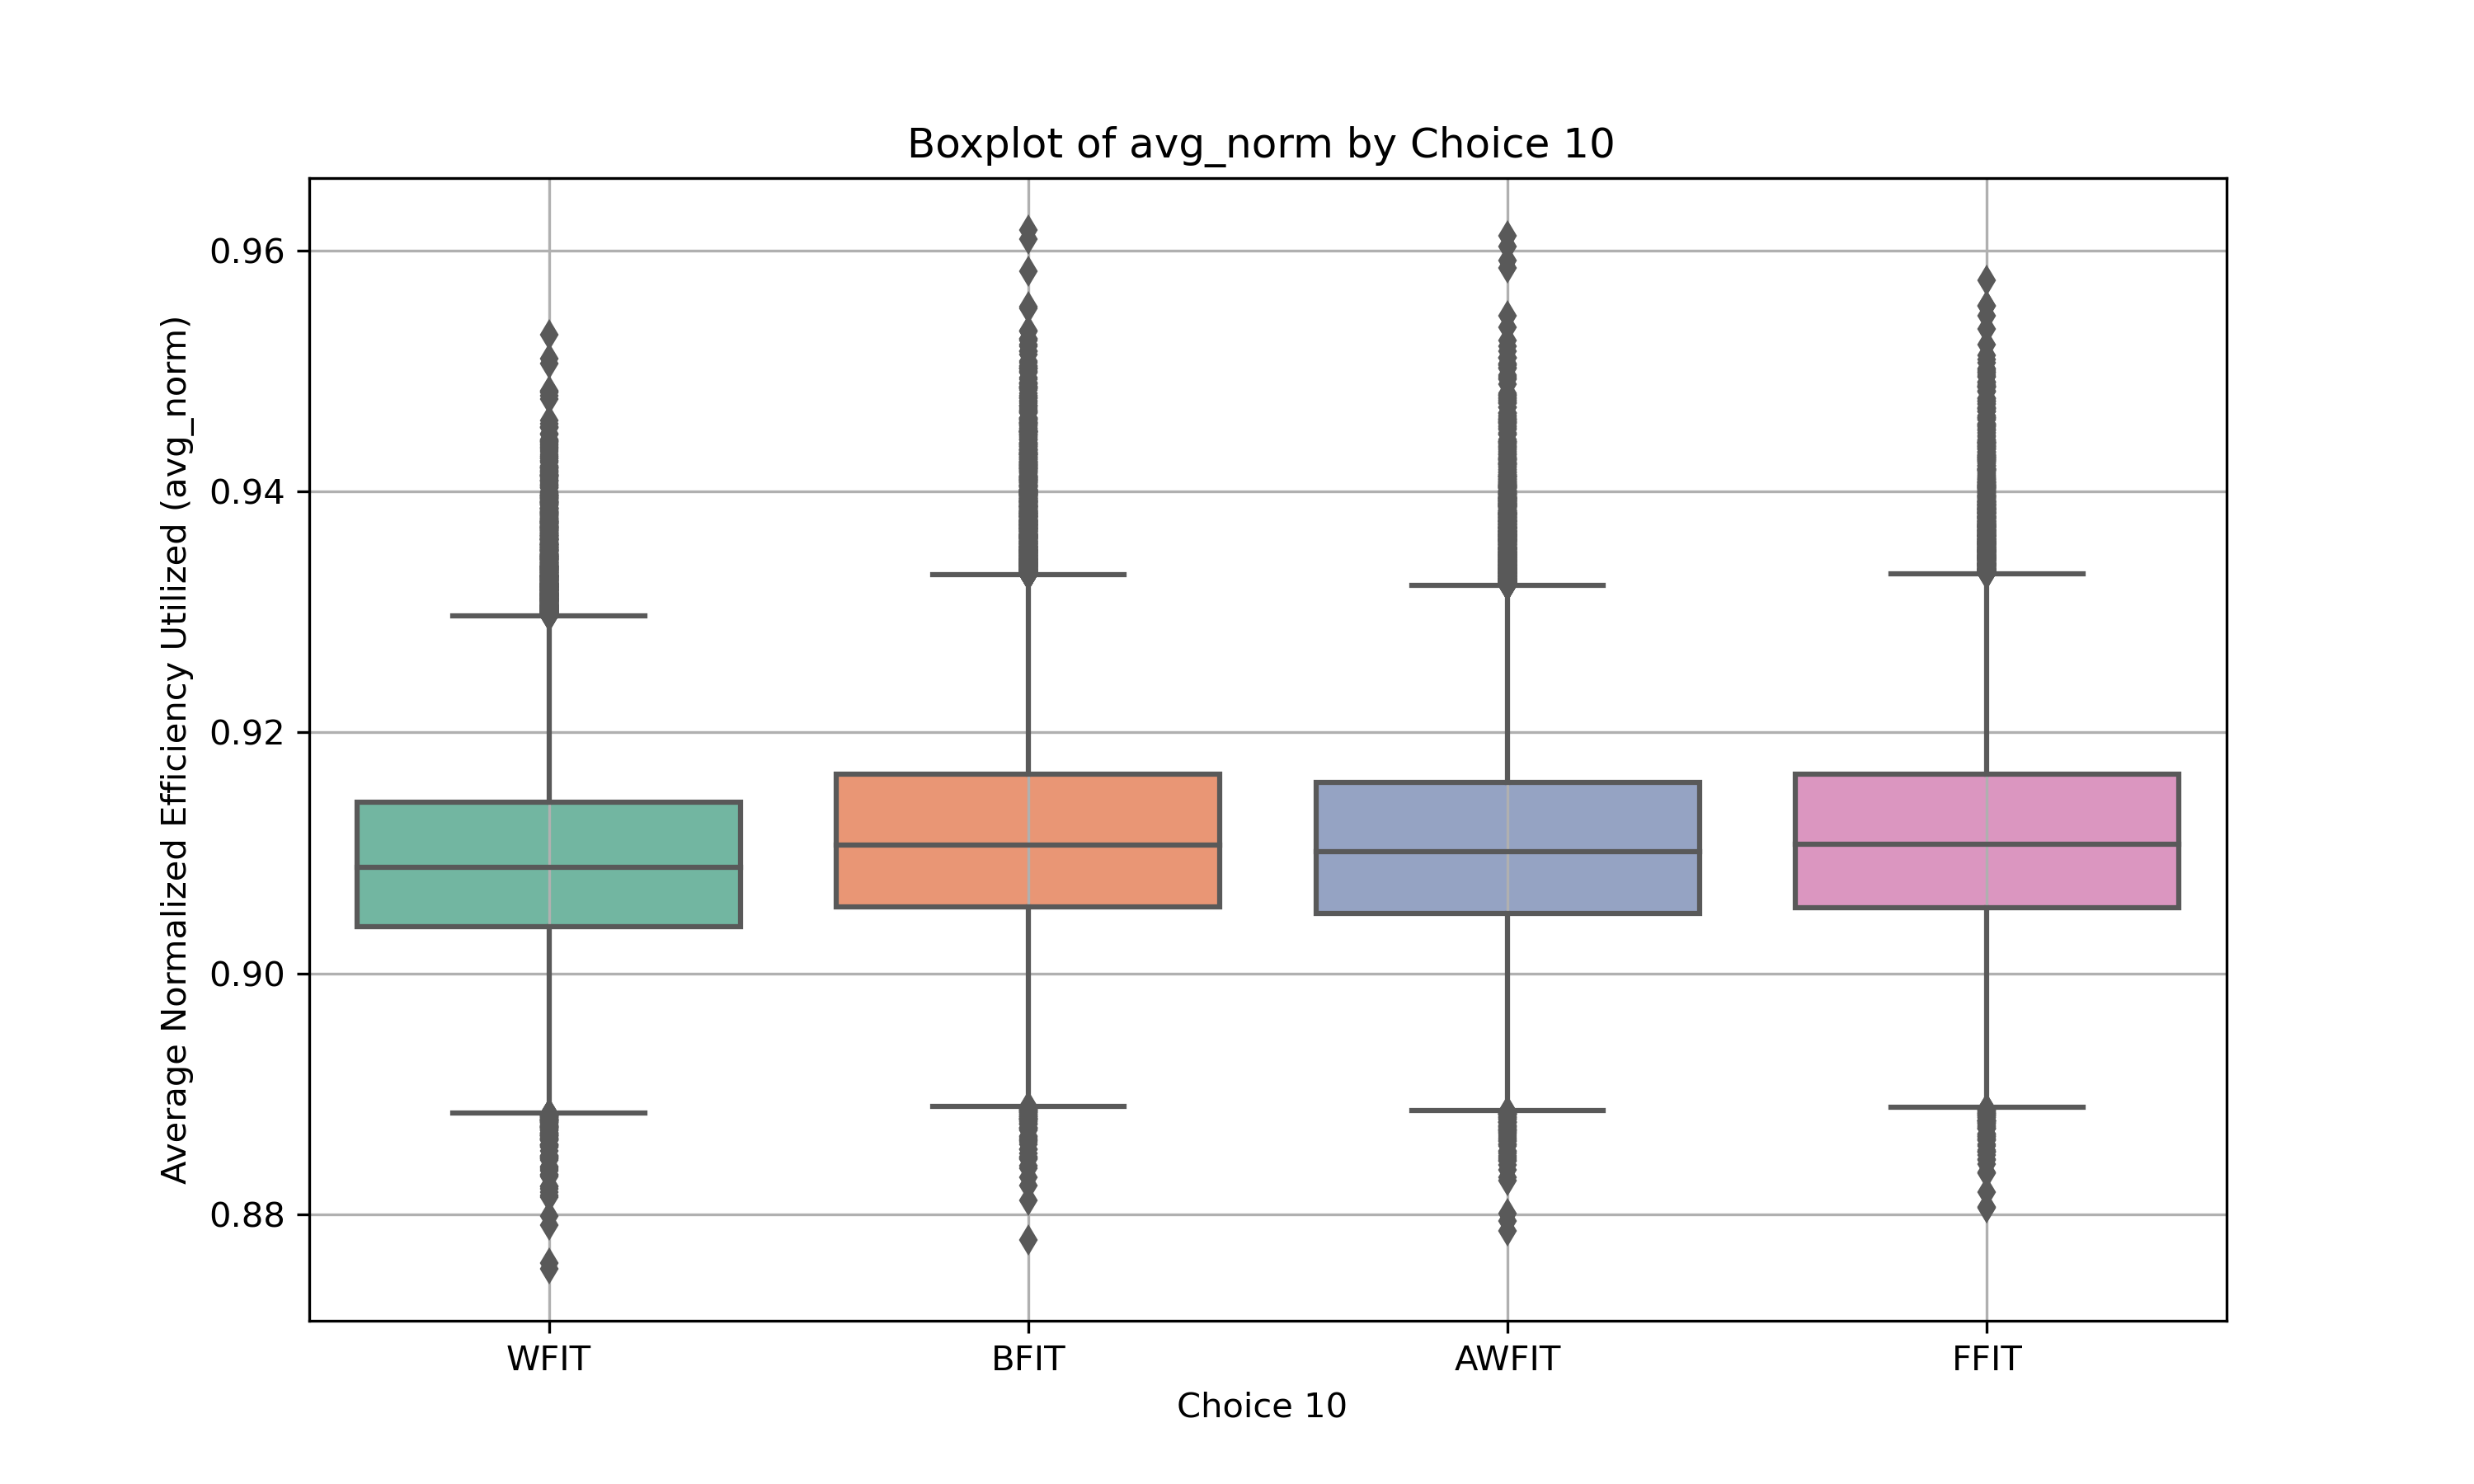 Boxplot of avg_norm by Choice 10
Average Normalized Efficiency Utilized (avg_norm)
0.96
0.94
0.92
0.90
0.88
WFIT BFIT AWFIT FFIT
Choice 10